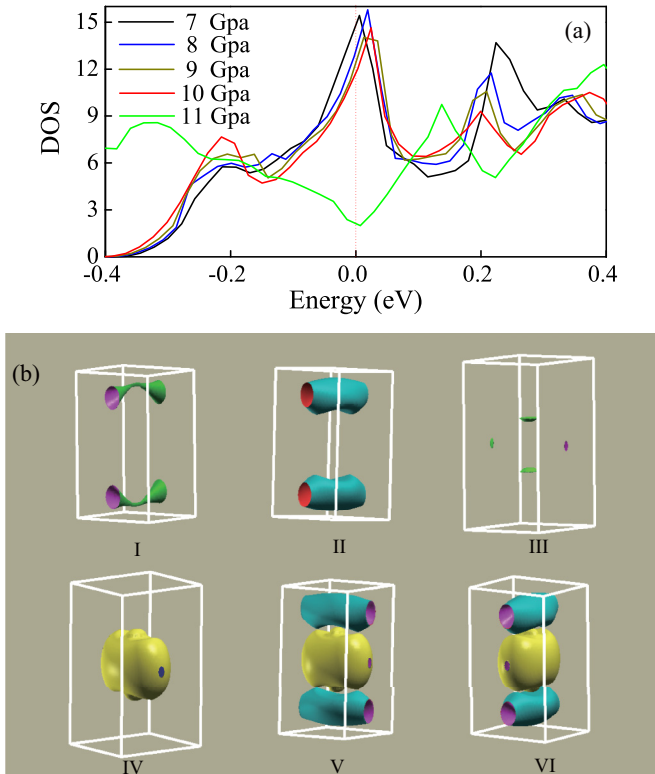 (a)
7 Gpa
8 Gpa
9 Gpa
10 Gpa
11 Gpa
DOS
15
12
9
6
3
0
-0.4
-0.2
0.0
0.2
0.4
Energy (eV)
(b)
I
II
III
IV
V
VI